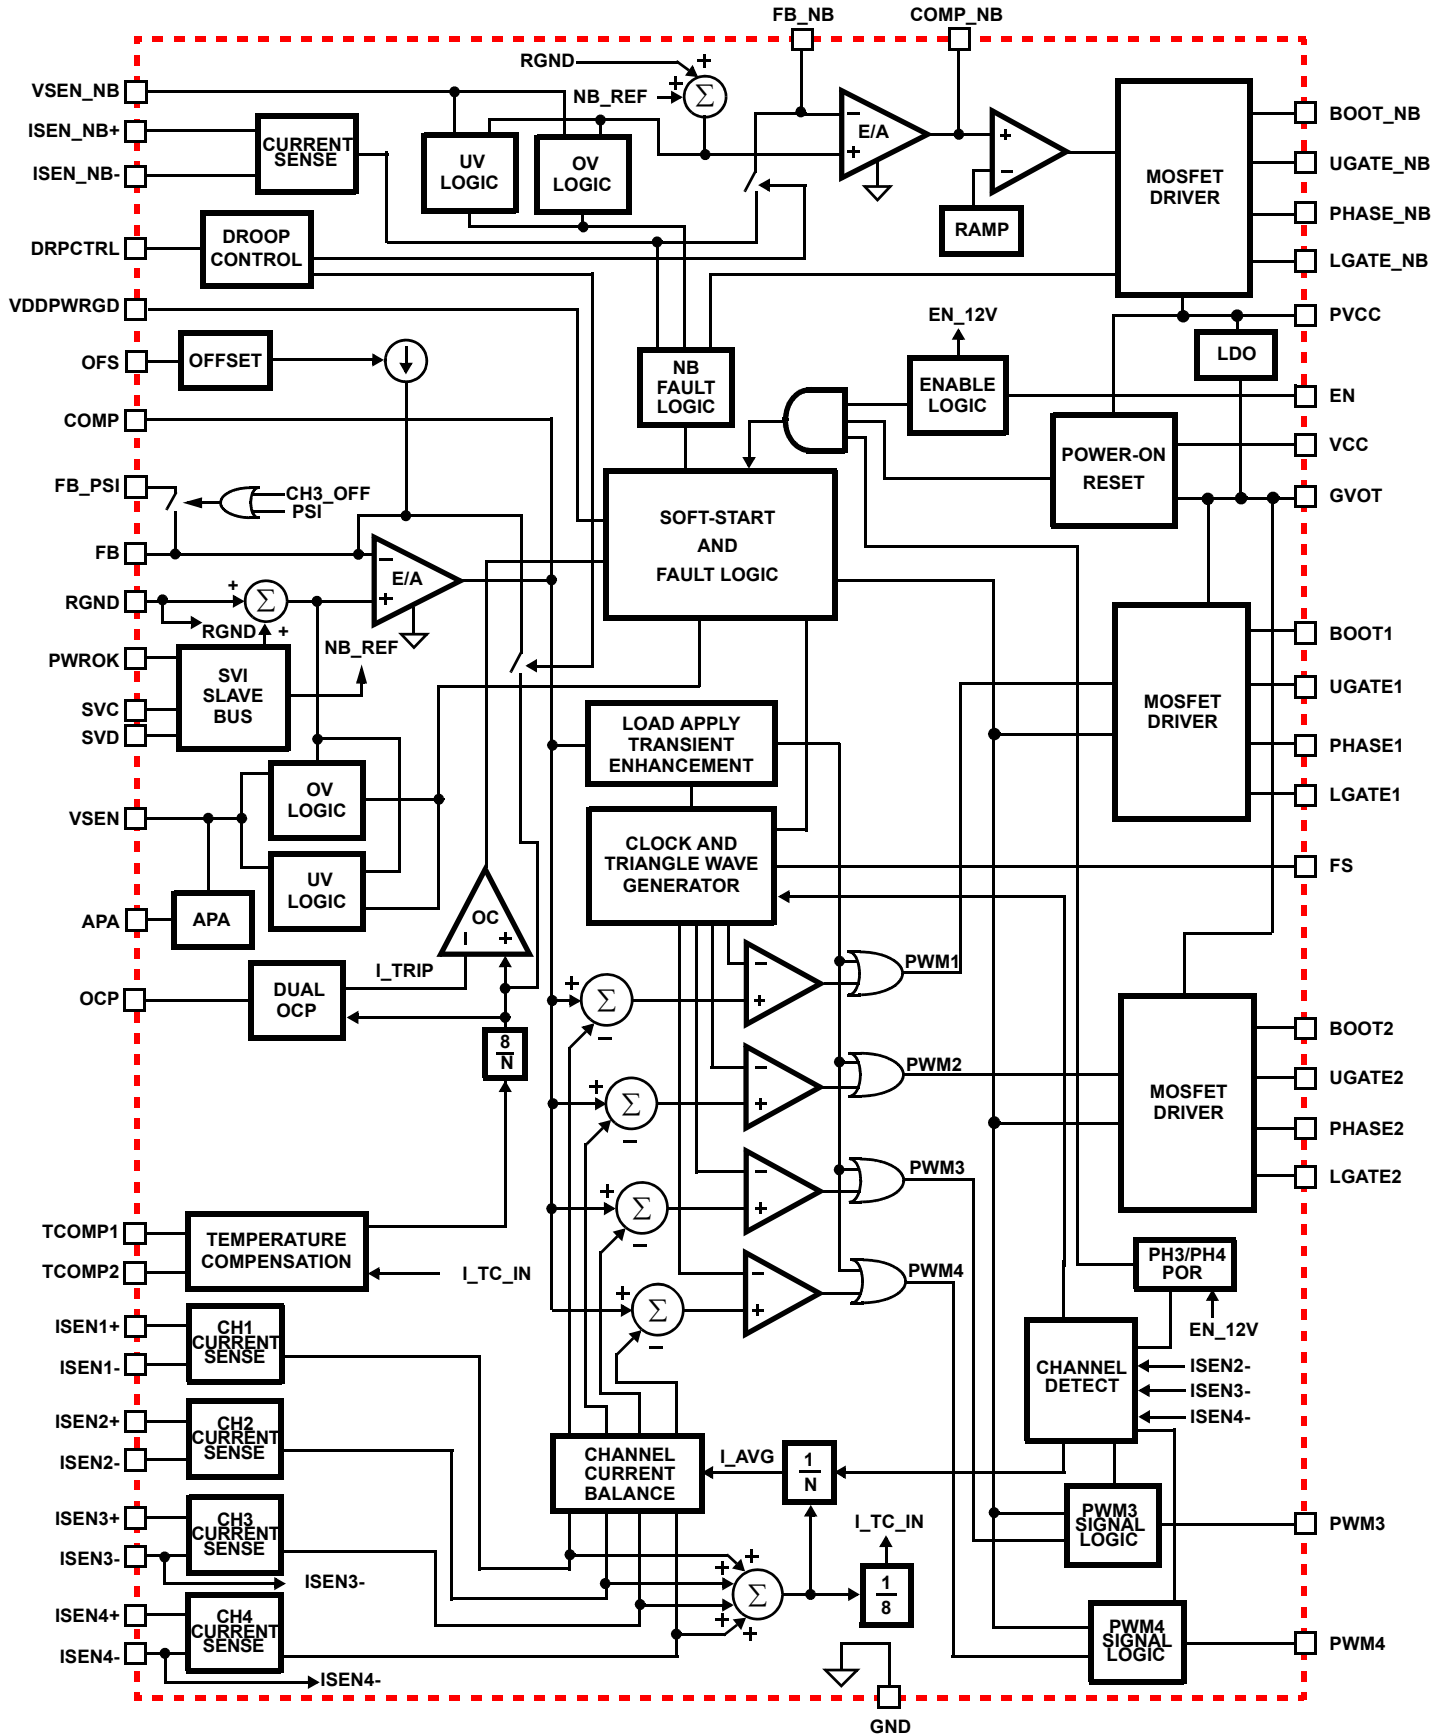 FB_NB
COMP_NB
RGND
+
VSEN_NB
+
NB_REF
Σ
BOOT_NB
ISEN_NB+
CURRENT
SENSE
ISEN_NB-
UV
LOGIC
OV
LOGIC
−
E/A
+
+
−
RAMP
MOSFET
DRIVER
UGATE_NB
PHASE_NB
LGATE_NB
DRPCTRL
DROOP
CONTROL
VDDPWRGD
EN_12V
PVCC
LDO
OFS
OFFSET
NB
FAULT
LOGIC
ENABLE
LOGIC
EN
COMP
POWER-ON
RESET
VCC
GVOT
FB_PSI
CH3_OFF
PSI
SOFT-START
AND
FAULT LOGIC
FB
−
E/A
+
RGND
+
Σ
RGND
+
NB_REF
PWROK
SVI
SLAVE
BUS
SVC
SVD
MOSFET
DRIVER
BOOT1
UGATE1
PHASE1
LGATE1
LOAD APPLY
TRANSIENT
ENHANCEMENT
OV
LOGIC
VSEN
CLOCK AND
TRIANGLE WAVE
GENERATOR
FS
UV
LOGIC
APA
APA
OC
−
+
I_TRIP
OCP
DUAL
OCP
8
N
+
Σ
−
−
+
PWM1
+
Σ
−
−
+
PWM2
MOSFET
DRIVER
BOOT2
UGATE2
PHASE2
LGATE2
+
Σ
−
−
+
PWM3
TCOMP1
TEMPERATURE
COMPENSATION
TCOMP2
I_TC_IN
+
Σ
−
−
+
PWM4
PH3/PH4
POR
EN_12V
ISEN1+
CH1
CURRENT
SENSE
ISEN1-
CHANNEL
DETECT
ISEN2-
ISEN3-
ISEN4-
ISEN2+
CH2
CURRENT
SENSE
ISEN2-
CHANNEL
CURRENT
BALANCE
I_AVG
1
N
ISEN3+
CH3
CURRENT
SENSE
ISEN3-
ISEN3-
I_TC_IN
1
8
PWM3
SIGNAL
LOGIC
PWM3
+
+
Σ
+
+
ISEN4+
CH4
CURRENT
SENSE
ISEN4-
ISEN4-
PWM4
SIGNAL
LOGIC
PWM4
GND